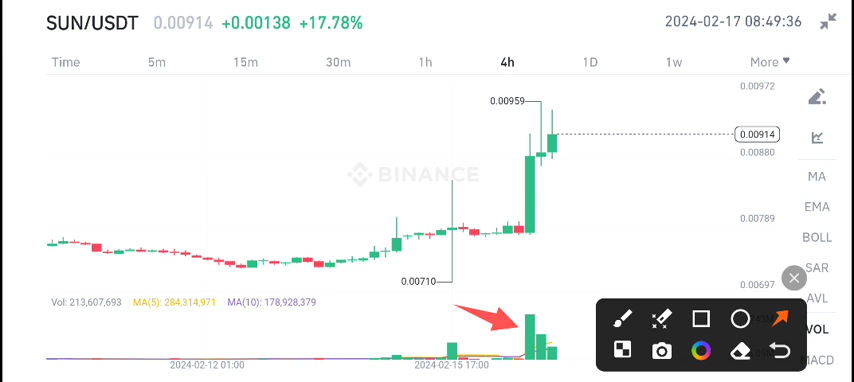 SUN/USDT 0.00914 +0.00138 +17.78% 2024-02-17 08:49:36
Time 5m 15m 30m 1h 4h 1D 1w More
0.00972
0.00959
0.00914
0.00880
BINANCE
MA
EMA
0.00789
BOLL
SAR
0.00710
0.00697
AVL
Vol: 213,607,693 MA(5): 284,314,971 MA(10): 178,928,379
VOL
MACD
2024-02-12 01:00 2024-02-15 17:00